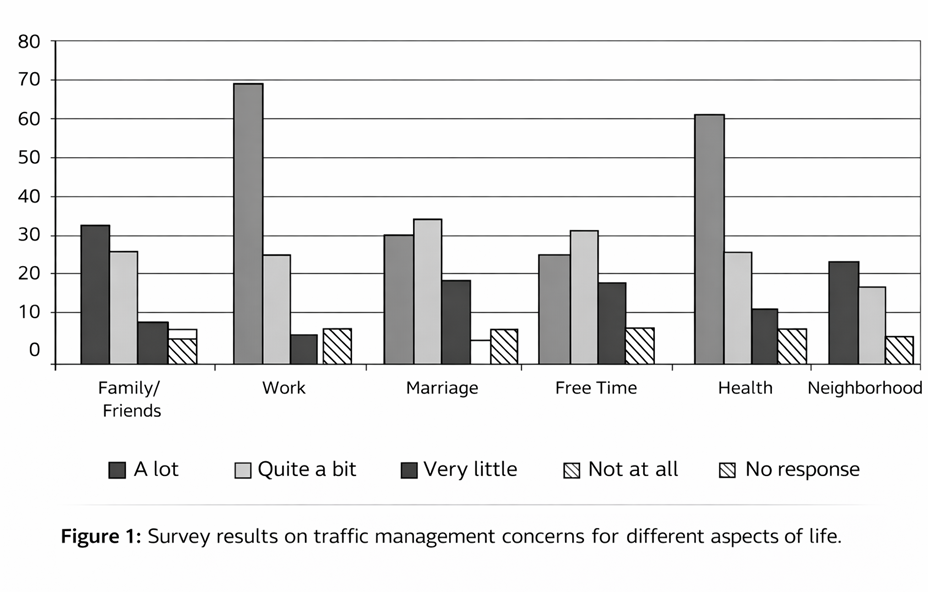 80
70
60
50
40
30
20
10
0
Family/ Work Marriage Free Time Health Neighborhood
Friends
A lot Quite a bit Very little Not at all No response
Figure 1: Survey results on traffic management concerns for different aspects of life.